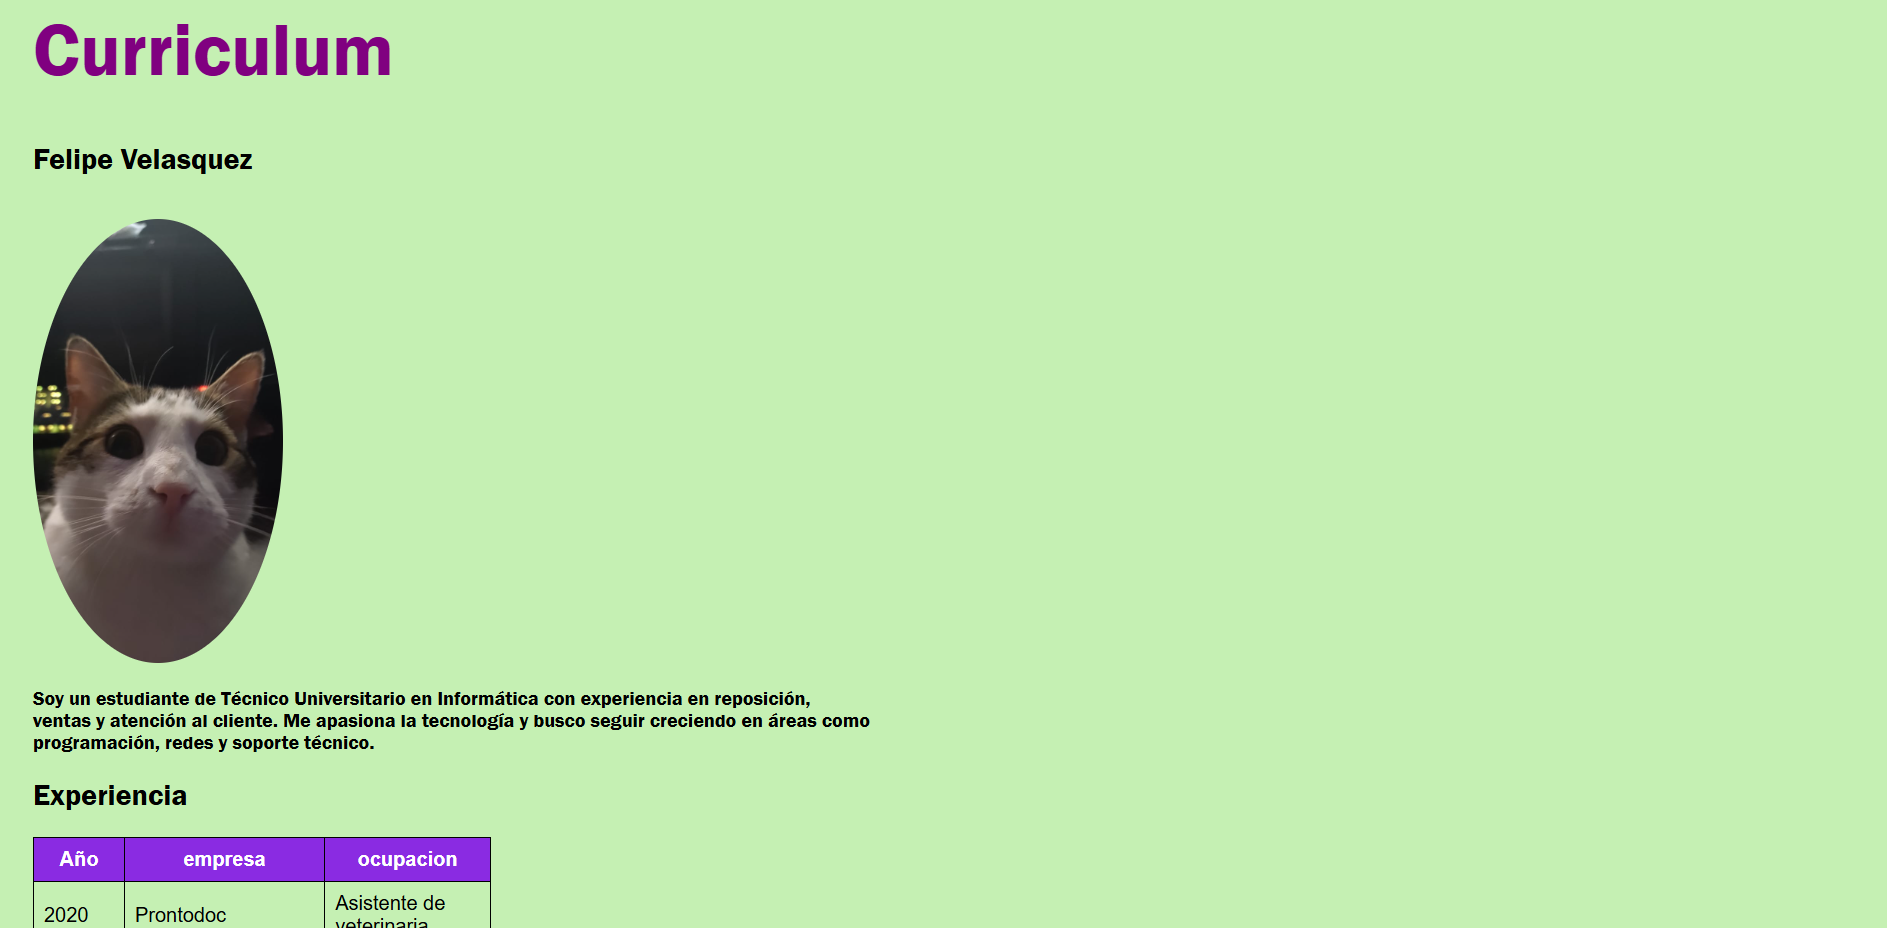 Curriculum
Felipe Velasquez
Soy un estudiante de Técnico Universitario en Informática con experiencia en reposición,
ventas y atención al cliente. Me apasiona la tecnología y busco seguir creciendo en áreas como
programación, redes y soporte técnico.
Experiencia
Año empresa ocupacion
2020 Prontodoc Asistente de
veterinaria